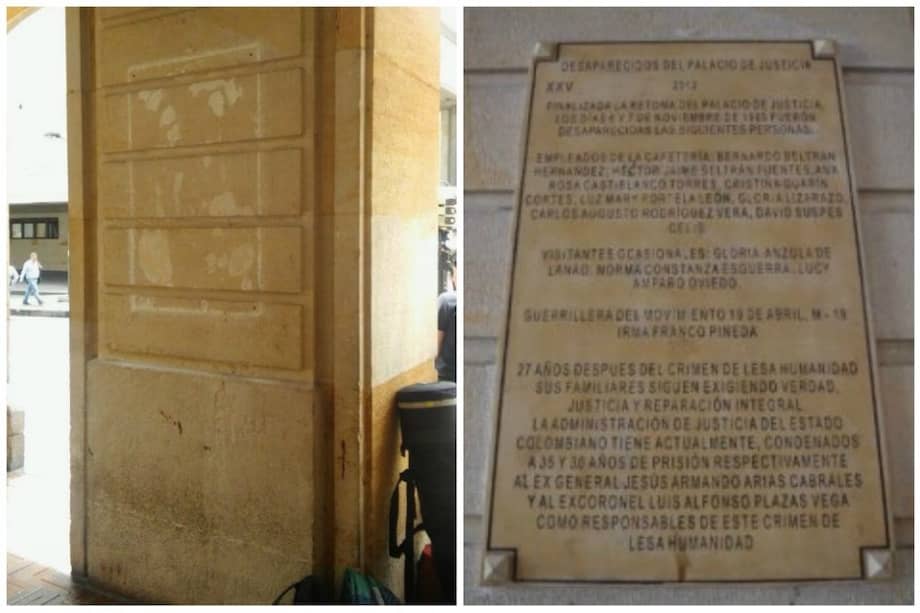 DESAPARECIDOS DEL PALACIO DE JUSTICIA
XXV 2012
FINALIZADA LA RETOMA DEL PALACIO DE JUSTICIA,
LOS DÍAS 6 Y 7 DE NOVIEMBRE DE 1985 FUERON
DESAPARECIDAS LAS SIGUIENTES PERSONAS:
EMPLEADOS DE LA CAFETERÍA: BERNARDO BELTRÁN
HERNÁNDEZ, HÉCTOR JAIME BELTRÁN FUENTES, ANA
ROSA CASTIBLANCO TORRES, CRISTINA GUARÍN
CORTES, LUZ MARY PORTELA LEÓN, GLORIA LIZARAZO,
CARLOS AUGUSTO RODRÍGUEZ VERA, DAVID SUSPES
CELIS
VISITANTES OCASIONALES: GLORIA ANZOLA DE
LANAO, NORMA CONSTANZA ESGUERRA, LUCY
AMPARO OVIEDO.
GUERRILLERA DEL MOVIMIENTO 19 DE ABRIL, M - 19
IRMA FRANCO PINEDA
27 AÑOS DESPUES DEL CRIMEN DE LESA HUMANIDAD
SUS FAMILIARES SIGUEN EXIGIENDO VERDAD,
JUSTICIA Y REPARACIÓN INTEGRAL.
LA ADMINISTRACIÓN DE JUSTICIA DEL ESTADO
COLOMBIANO TIENE ACTUALMENTE, CONDENADOS
A 35 Y 30 AÑOS DE PRISIÓN RESPECTIVAMENTE
AL EX GENERAL JESÚS ARMANDO ARIAS CABRALES
Y AL EXCORONEL LUIS ALFONSO PLAZAS VEGA
COMO RESPONSABLES DE ESTE CRIMEN DE
LESA HUMANIDAD